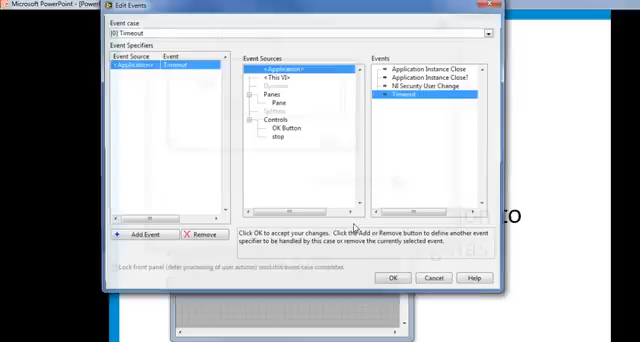 Microsoft PowerPoint - [Pow
Edit Events
Event case
[0] Timeout
Event Specifiers
Event Source Event
<Application> Timeout
Event Sources
<Application>
<This VI>
Dynamic
Panes
Pane
Splitters
Controls
OK Button
stop
Events
Application Instance Close
Application Instance Close?
NI Security User Change
Timeout
Add Event
Remove
Click OK to accept your changes. Click the Add or Remove button to define another event
specifier to be handled by this case or remove the currently selected event.
Lock front panel (defer processing of user actions) until this event case completes
OK
Cancel
Help
to